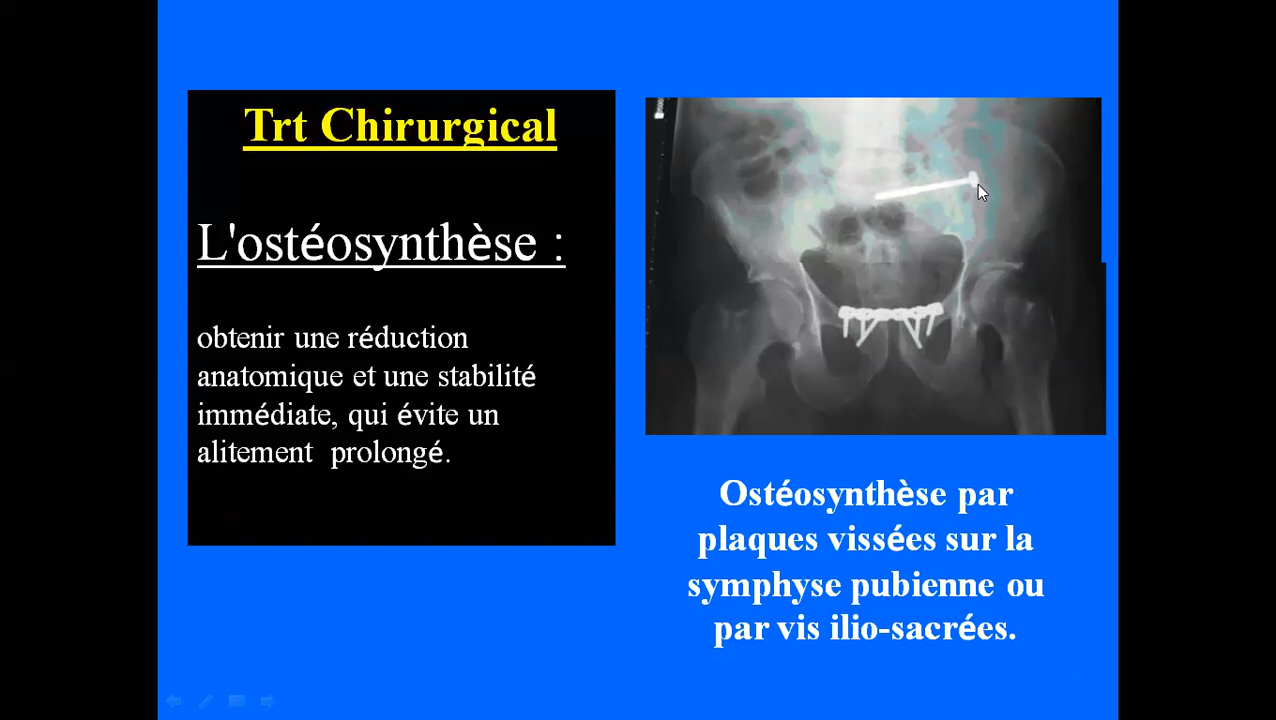 Trt Chirurgical
L'ostéosynthèse :
obtenir une réduction
anatomique et une stabilité
immédiate, qui évite un
alitement prolongé.
Ostéosynthèse par
plaques vissées sur la
symphyse pubienne ou
par vis ilio-sacrées.